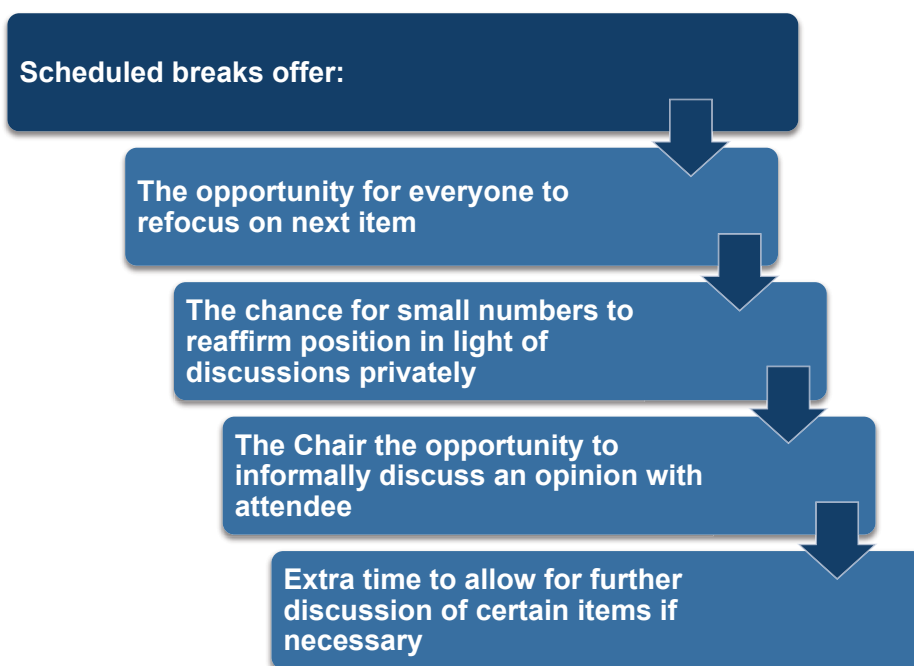 Scheduled breaks offer:
The opportunity for everyone to
refocus on next item
The chance for small numbers to
reaffirm position in light of
discussions privately
The Chair the opportunity to
informally discuss an opinion with
attendee
Extra time to allow for further
discussion of certain items if
necessary